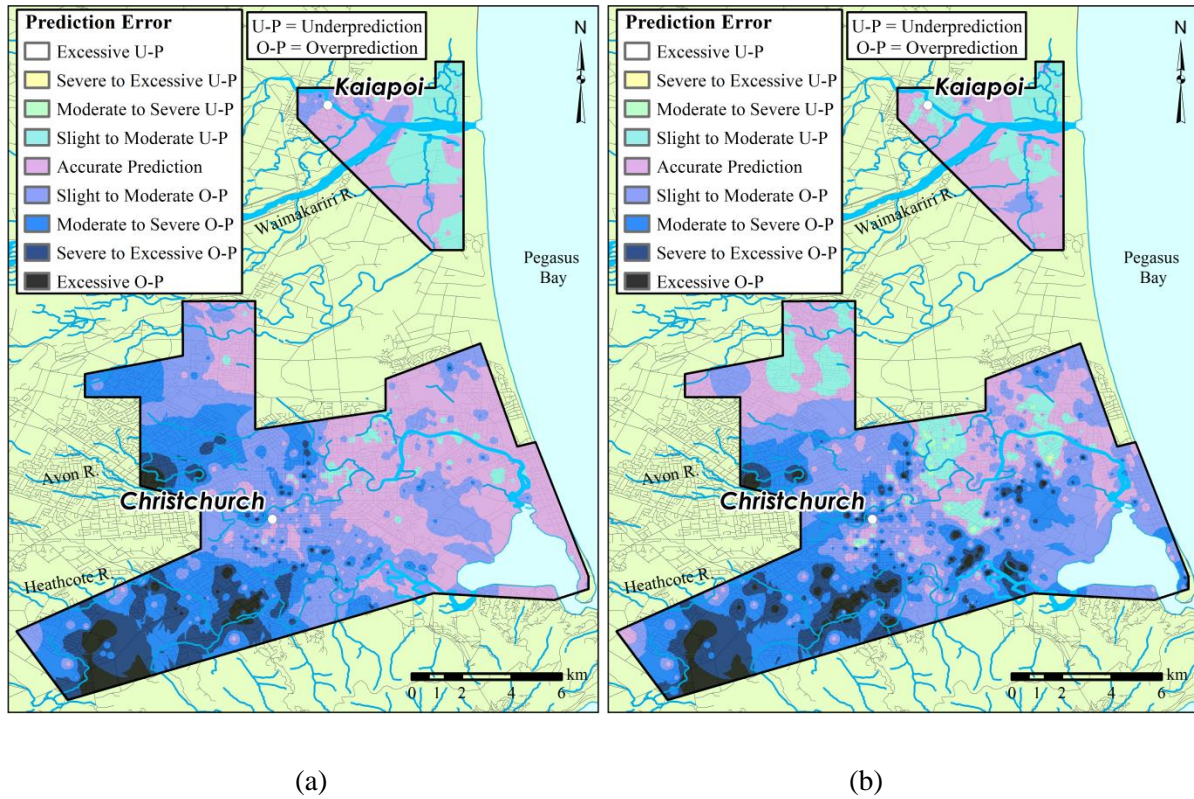 Prediction Error
Excessive U-P
Severe to Excessive U-P
Moderate to Severe U-P
Slight to Moderate U-P
Accurate Prediction
Slight to Moderate O-P
Moderate to Severe O-P
Severe to Excessive O-P
Excessive O-P
U-P = Underprediction
O-P = Overprediction
N
Kaiapoi
Waimakariri R.
Pegasus
Bay
Avon R.
Christchurch
Heathcote R.
km
0 1 2 4 6
(a)
Prediction Error
Excessive U-P
Severe to Excessive U-P
Moderate to Severe U-P
Slight to Moderate U-P
Accurate Prediction
Slight to Moderate O-P
Moderate to Severe O-P
Severe to Excessive O-P
Excessive O-P
U-P = Underprediction
O-P = Overprediction
N
Kaiapoi
Waimakariri R.
Pegasus
Bay
Avon R.
Christchurch
Heathcote R.
km
0 1 2 4 6
(b)